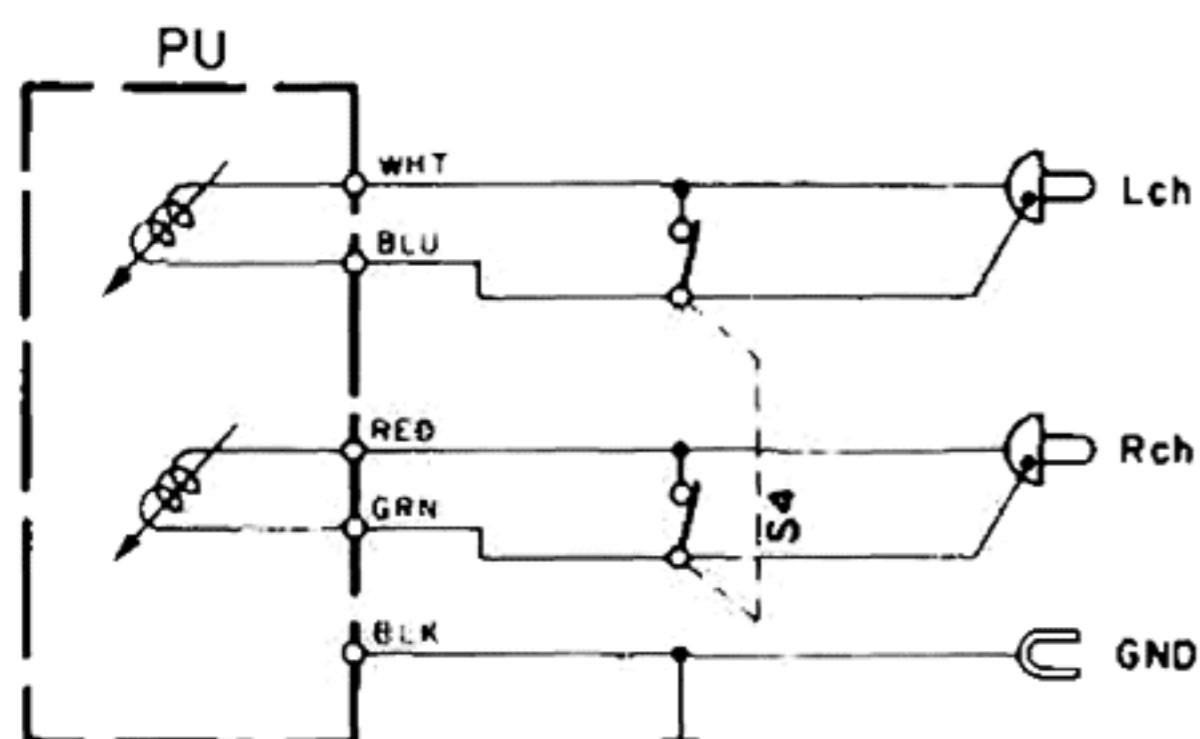 PU
WHT
Lch
BLU
RED
Rch
GRN
S4
BLK
GND